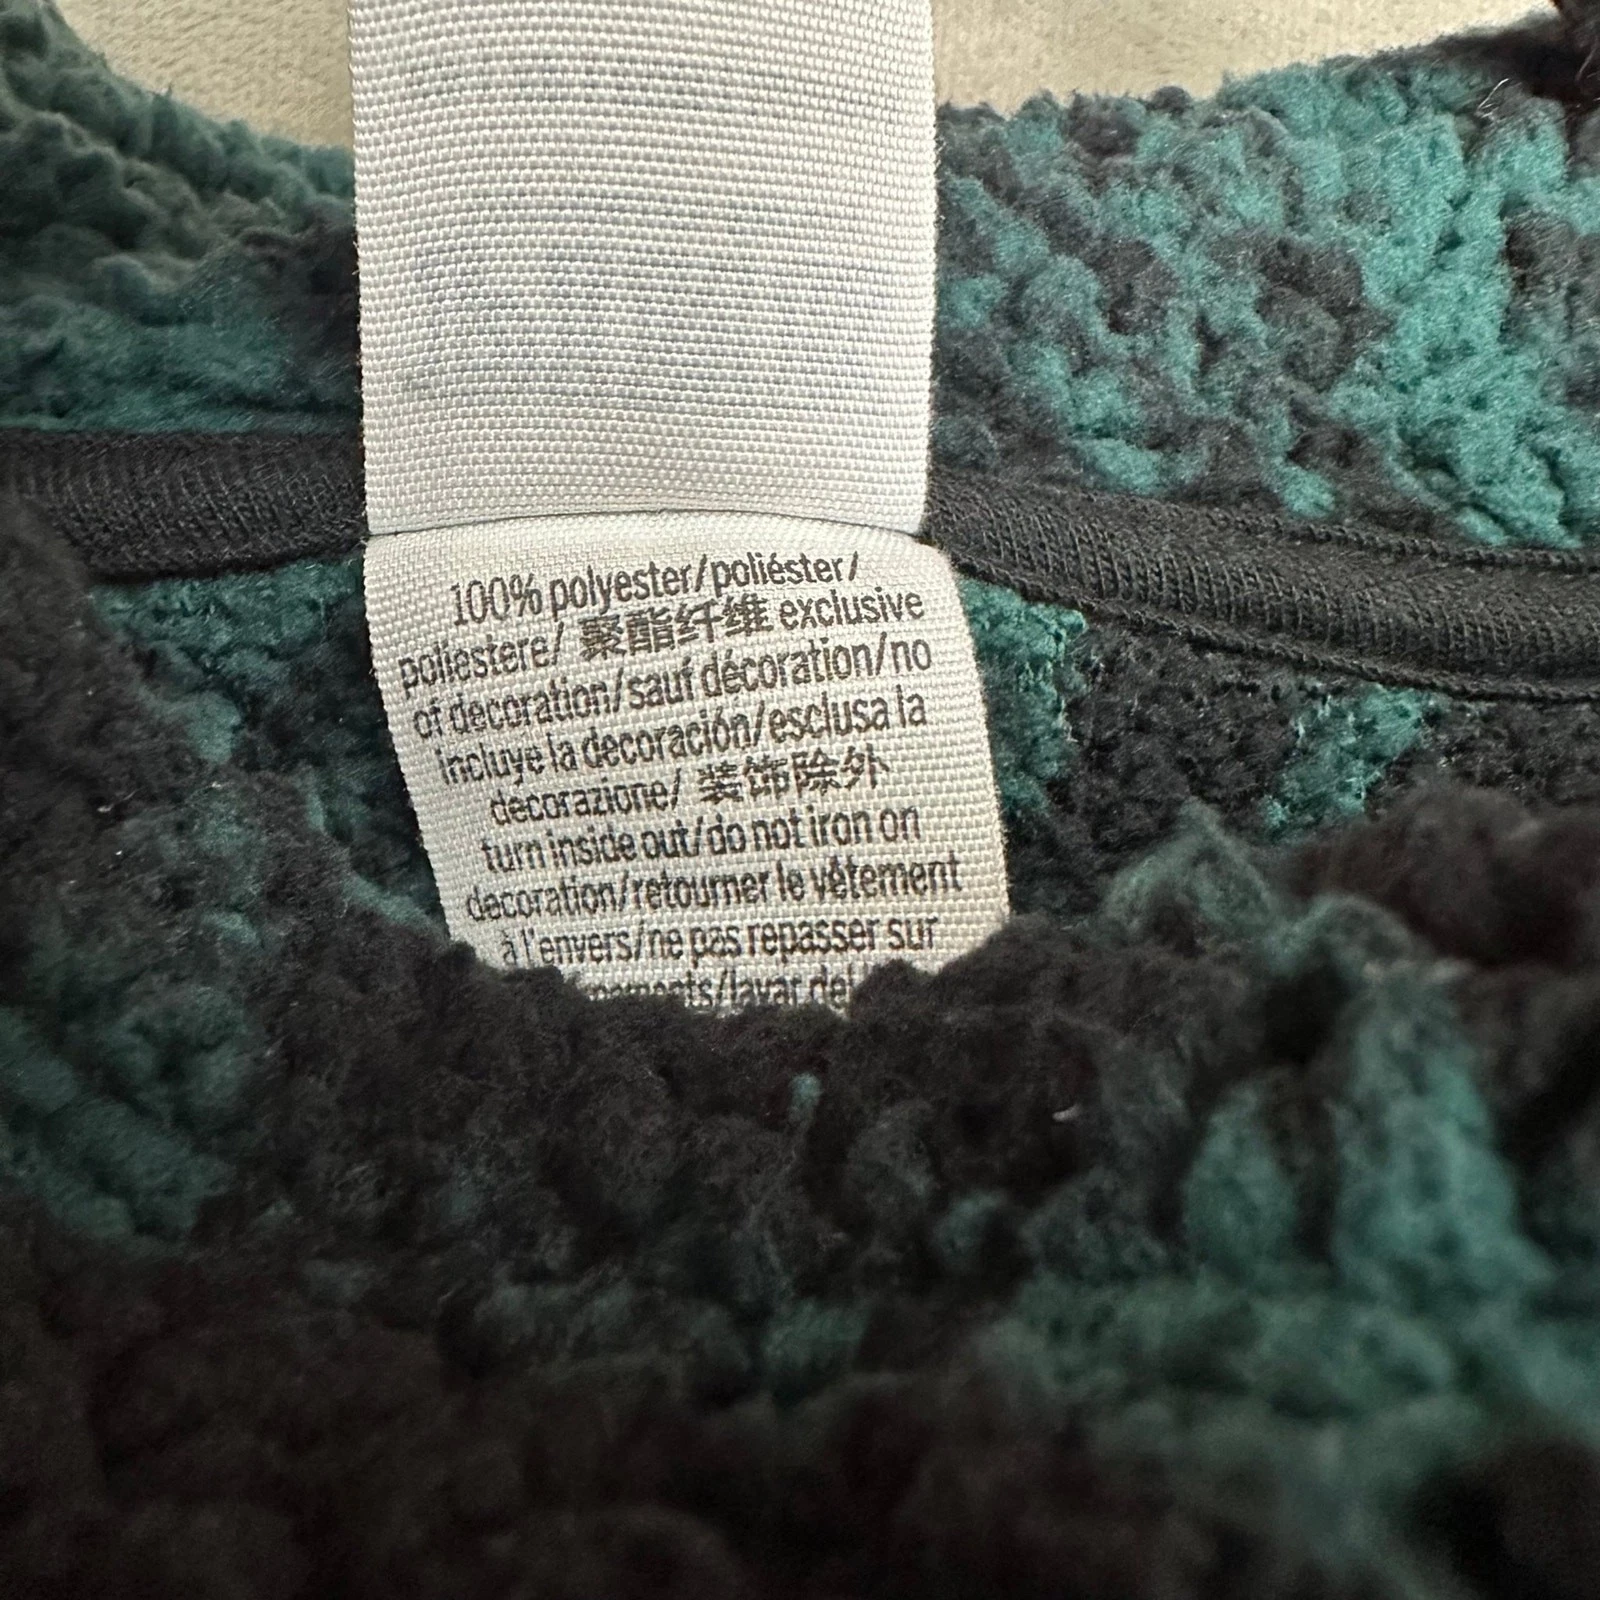 100% polyester/poliéster/
poliestere/ 聚酯纤维 exclusive
of decoration/sauf décoration/no
incluye la decoración/esclusa la
decorazione/ 装饰除外
turn inside out/do not iron on
decoration/retourner le vêtement
à l'envers/ne pas repasser sur
lavar del